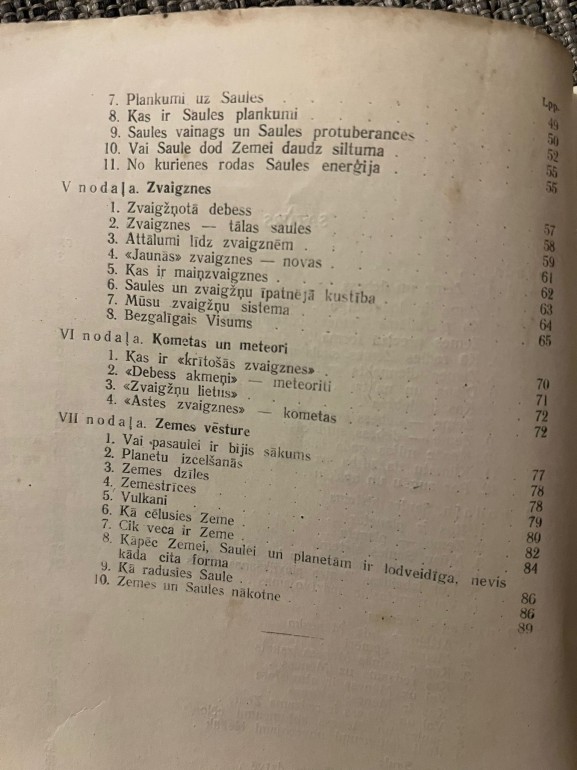 Lpp.
7. Plankumi uz Saules . . . . . 49
8. Kas ir Saules plankumi . . . . . 50
9. Saules vainags un Saules protuberances . . . . . 52
10. Vai Saule dod Zemei daudz siltuma . . . . . 55
11. No kurienes rodas Saules enerģija . . . . . 55
V nodaļa. Zvaigznes
1. Zvaigžņotā debess . . . . . 57
2. Zvaigznes — tālas saules . . . . . 58
3. Attālumi līdz zvaigznēm . . . . . 59
4. «Jaunās» zvaigznes — novas . . . . . 61
5. Kas ir maiņzvaigznes . . . . . 62
6. Saules un zvaigžņu īpatnējā kustība . . . . . 63
7. Mūsu zvaigžņu sistema . . . . . 64
8. Bezgalīgais Visums . . . . . 65
VI nodaļa. Kometas un meteori
1. Kas ir «krītošās zvaigznes» . . . . . 70
2. «Debess akmeņi» — meteoriti . . . . . 71
3. «Zvaigžņu lietus» . . . . . 72
4. «Astes zvaigznes» — kometas . . . . . 72
VII nodaļa. Zemes vēsture
1. Vai pasaulei ir bijis sākums . . . . . 77
2. Planetu izcelšanās . . . . . 78
3. Zemes dzīles . . . . . 78
4. Zemestrīces . . . . . 79
5. Vulkani . . . . . 80
6. Kā cēlusies Zeme . . . . . 82
7. Cik veca ir Zeme . . . . . 84
8. Kāpēc Zemei, Saulei un planetām ir lodveidīga, nevis
kāda cita forma . . . . . 86
9. Kā radusies Saule . . . . . 86
10. Zemes un Saules nākotne . . . . . 89